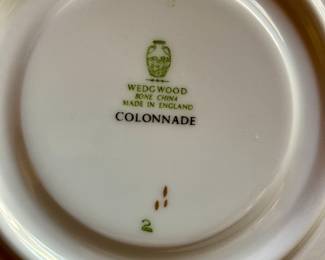 WEDGWOOD
BONE CHINA
MADE IN ENGLAND
COLONNADE
2